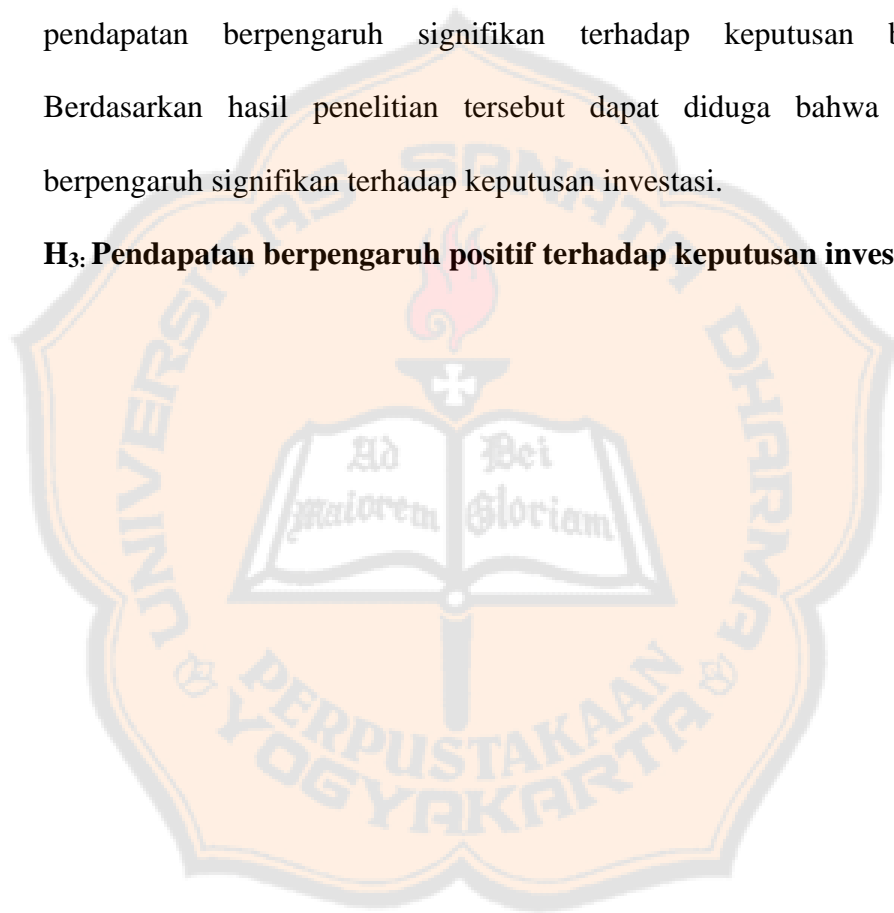 pendapatan berpengaruh signifikan terhadap keputusan
Berdasarkan hasil penelitian tersebut dapat diduga bahwa
berpengaruh signifikan terhadap keputusan investasi.
H3: Pendapatan berpengaruh positif terhadap keputusan
UNIVERSITAS SANATA DHARMA
Ad Dei
Maiorem Gloriam
PERPUSTAKAAN
YOGYAKARTA